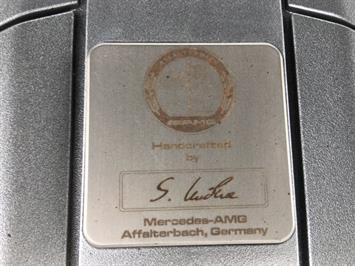 AMG
Handcrafted
by
Mercedes-AMG
Affalterbach, Germany